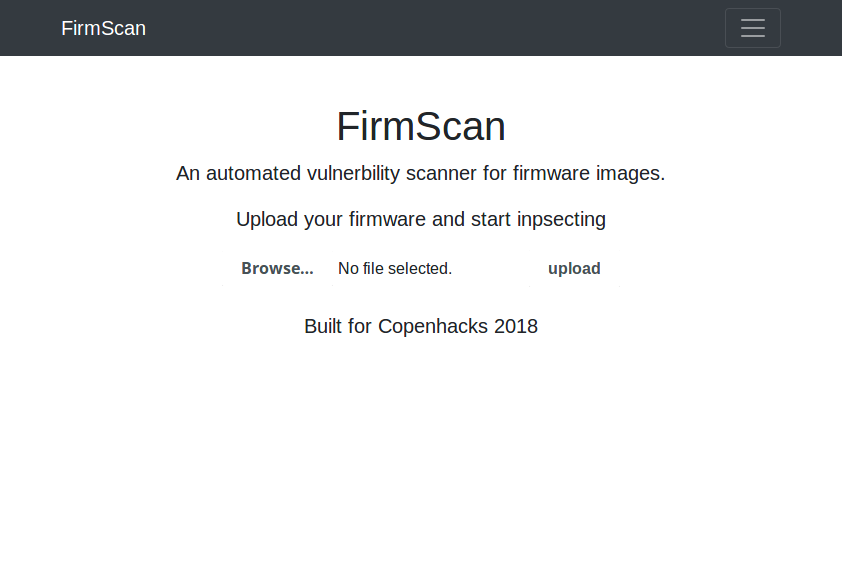 FirmScan
FirmScan
An automated vulnerbility scanner for firmware images.
Upload your firmware and start inpsecting
Browse... No file selected. upload
Built for Copenhacks 2018